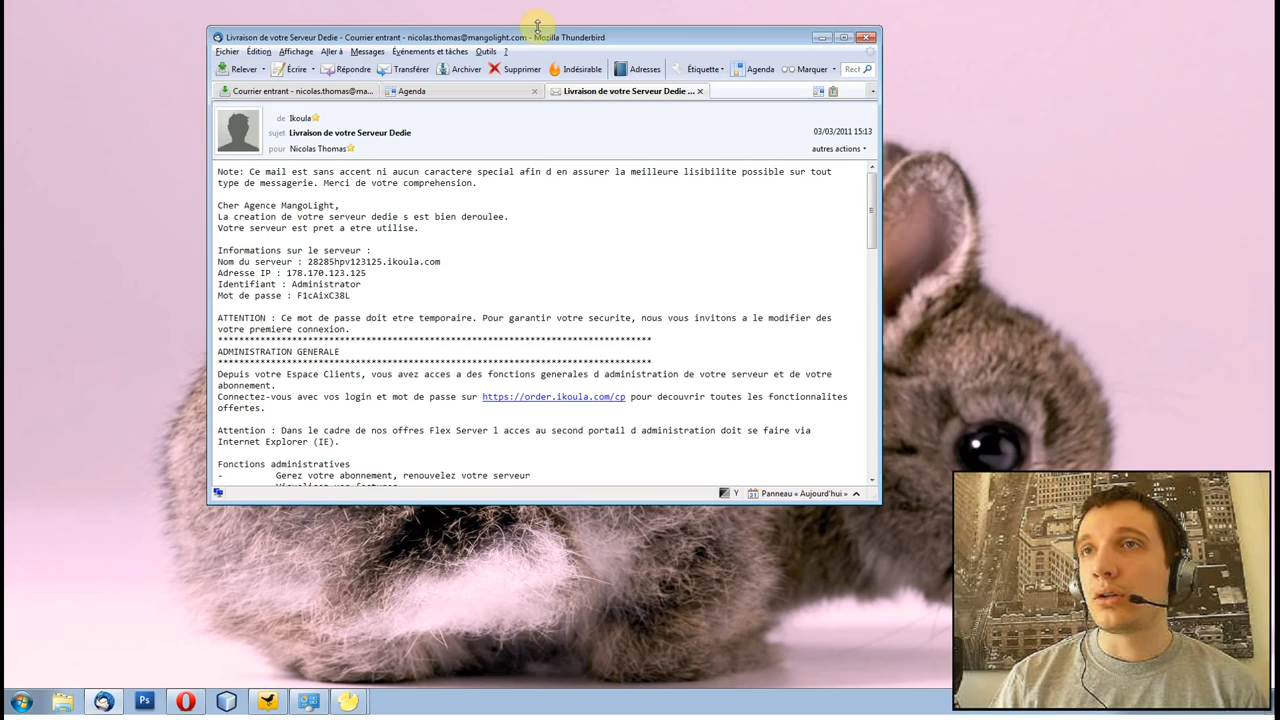 Livraison de votre Serveur Dedie - Courrier entrant - nicolas.thomas@mangolight.com - Mozilla Thunderbird
Fichier Édition Affichage Aller à Messages Événements et tâches Outils ?
Relever Écrire Répondre Transférer Archiver Supprimer Indésirable Adresses Étiquette Agenda Marquer Rech
Courrier entrant - nicolas.thomas@ma... Agenda Livraison de votre Serveur Dedie ...
de Ikoula
sujet Livraison de votre Serveur Dedie 03/03/2011 15:13
pour Nicolas Thomas autres actions
Note: Ce mail est sans accent ni aucun caractere special afin d en assurer la meilleure lisibilite possible sur tout
type de messagerie. Merci de votre comprehension.
Cher Agence MangoLight,
La creation de votre serveur dedie s est bien deroulee.
Votre serveur est pret a etre utilise.
Informations sur le serveur :
Nom du serveur : 28285hpv123125.ikoula.com
Adresse IP : 178.170.123.125
Identifiant : Administrator
Mot de passe : F1cAixC38L
ATTENTION : Ce mot de passe doit etre temporaire. Pour garantir votre securite, nous vous invitons a le modifier des
votre premiere connexion.
*****************************************************************************
ADMINISTRATION GENERALE
*****************************************************************************
Depuis votre Espace Clients, vous avez acces a des fonctions generales d administration de votre serveur et de votre
abonnement.
Connectez-vous avec vos login et mot de passe sur https://order.ikoula.com/cp pour decouvrir toutes les fonctionnalites
offertes.
Attention : Dans le cadre de nos offres Flex Server l acces au second portail d administration doit se faire via
Internet Explorer (IE).
Fonctions administratives
- Gerez votre abonnement, renouvelez votre serveur
Y Panneau « Aujourd'hui »
Ps